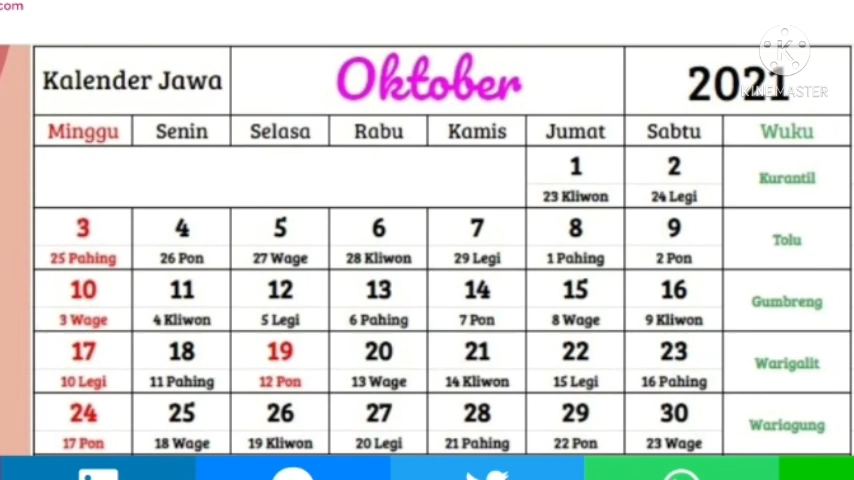 com
Kalender Jawa Oktober 2021
KINEMASTER
Minggu Senin Selasa Rabu Kamis Jumat Sabtu Wuku
1 2
23 Kliwon 24 Legi Kurantil
3 4 5 6 7 8 9
25 Pahing 26 Pon 27 Wage 28 Kliwon 29 Legi 1 Pahing 2 Pon Tolu
10 11 12 13 14 15 16
3 Wage 4 Kliwon 5 Legi 6 Pahing 7 Pon 8 Wage 9 Kliwon Gumbreng
17 18 19 20 21 22 23
10 Legi 11 Pahing 12 Pon 13 Wage 14 Kliwon 15 Legi 16 Pahing Warigalit
24 25 26 27 28 29 30
17 Pon 18 Wage 19 Kliwon 20 Legi 21 Pahing 22 Pon 23 Wage Wariagung